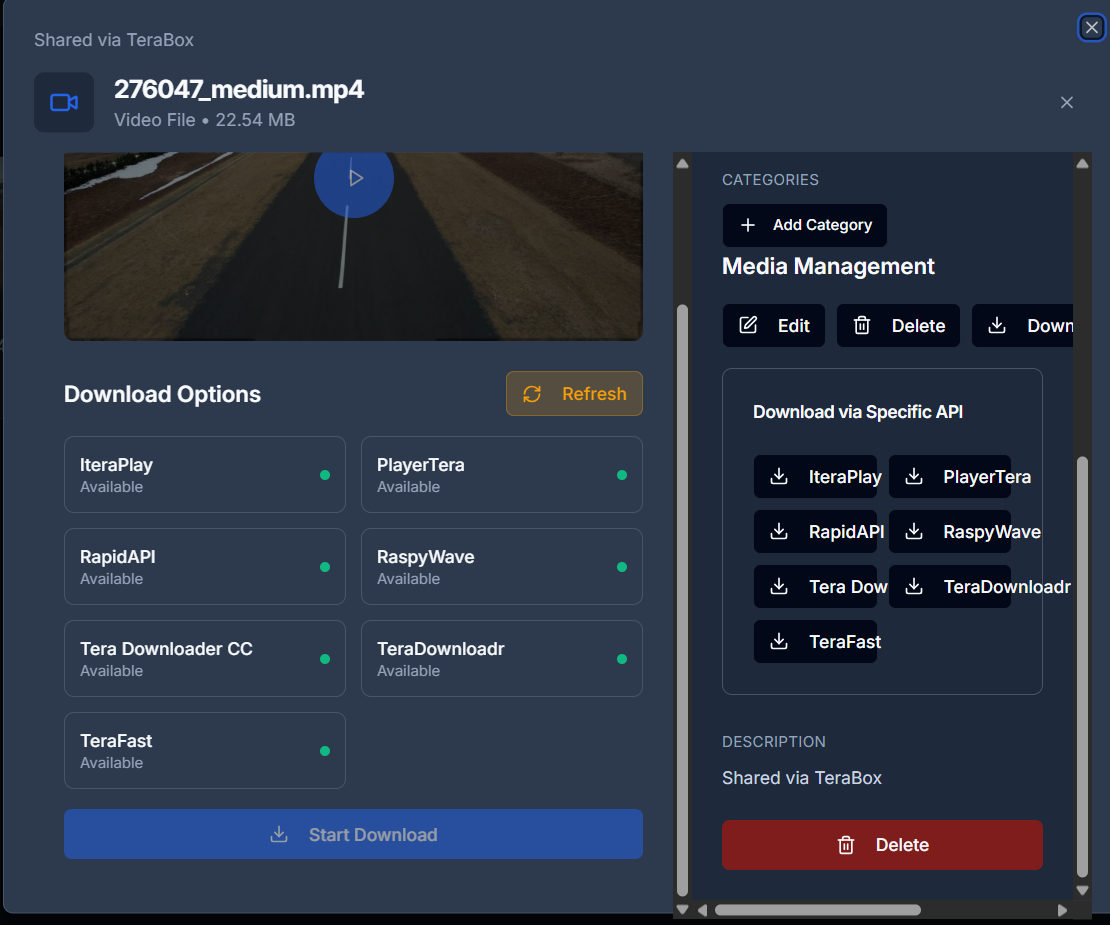 Shared via TeraBox
276047_medium.mp4
Video File • 22.54 MB
Download Options
Refresh
IteraPlay
Available
PlayerTera
Available
RapidAPI
Available
RaspyWave
Available
Tera Downloader CC
Available
TeraDownloadr
Available
TeraFast
Available
Start Download
CATEGORIES
Add Category
Media Management
Edit Delete Down
Download via Specific API
IteraPlay PlayerTera
RapidAPI RaspyWave
Tera Dow TeraDownloadr
TeraFast
DESCRIPTION
Shared via TeraBox
Delete